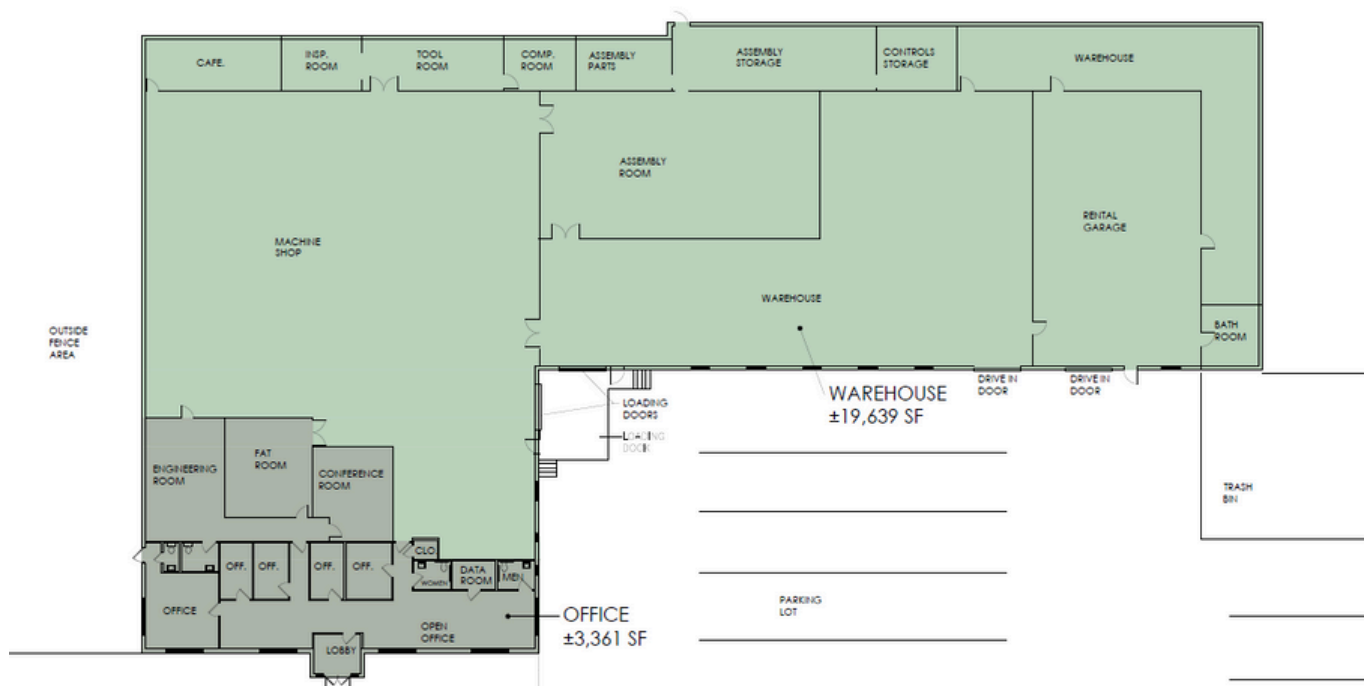 CAFE.
INSP.
ROOM
TOOL
ROOM
COMP.
ROOM
ASSEMBLY
PARTS
ASSEMBLY
STORAGE
CONTROLS
STORAGE
WAREHOUSE
ASSEMBLY
ROOM
MACHINE
SHOP
RENTAL
GARAGE
WAREHOUSE
OUTSIDE
FENCE
AREA
BATH
ROOM
WAREHOUSE
±19,639 SF
DRIVE IN
DOOR
DRIVE IN
DOOR
LOADING
DOORS
LOADING
DOCK
ENGINEERING
ROOM
FAT
ROOM
CONFERENCE
ROOM
TRASH
BIN
CLO.
OFF.
OFF.
OFF.
OFF.
WOMEN
DATA
ROOM
MEN
OFFICE
OPEN
OFFICE
LOBBY
OFFICE
±3,361 SF
PARKING
LOT